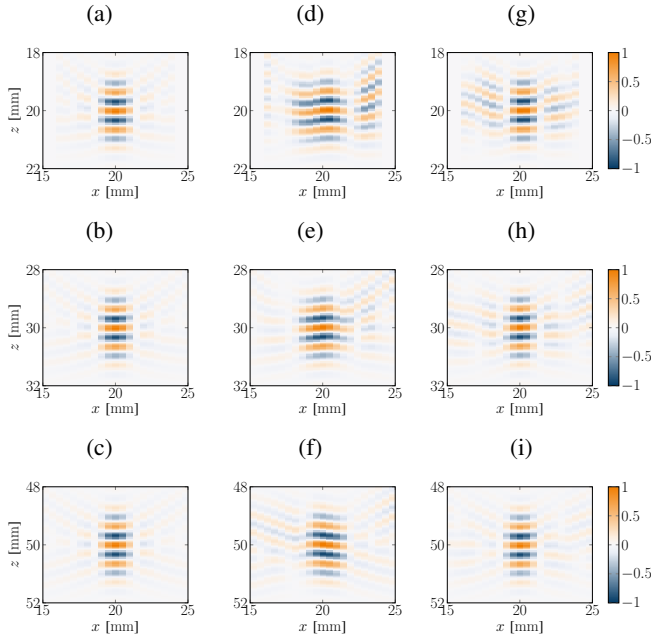 (a) (d) (g)
18 18 18 1
0.5
z [mm] 20 20 20 0
−0.5
22 22 22 −1
15 20 25 15 20 25 15 20 25
x [mm] x [mm] x [mm]
(b) (e) (h)
28 28 28 1
0.5
z [mm] 30 30 30 0
−0.5
32 32 32 −1
15 20 25 15 20 25 15 20 25
x [mm] x [mm] x [mm]
(c) (f) (i)
48 48 48 1
0.5
z [mm] 50 50 50 0
−0.5
52 52 52 −1
15 20 25 15 20 25 15 20 25
x [mm] x [mm] x [mm]